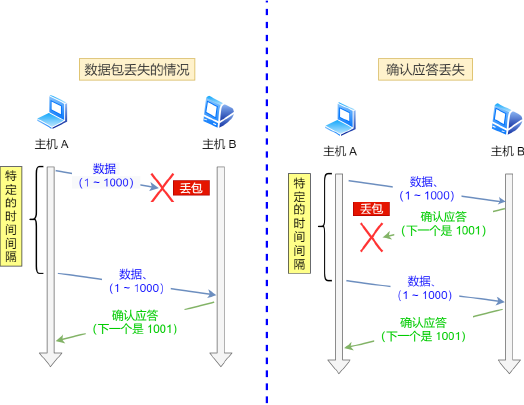 数据包丢失的情况
主机 A
主机 B
特定的时间间隔
数据
(1 ~ 1000)
丢包
数据、
(1 ~ 1000)
确认应答
(下一个是 1001)
确认应答丢失
主机 A
主机 B
特定的时间间隔
数据、
(1 ~ 1000)
丢包
确认应答
(下一个是 1001)
数据、
(1 ~ 1000)
确认应答
(下一个是 1001)